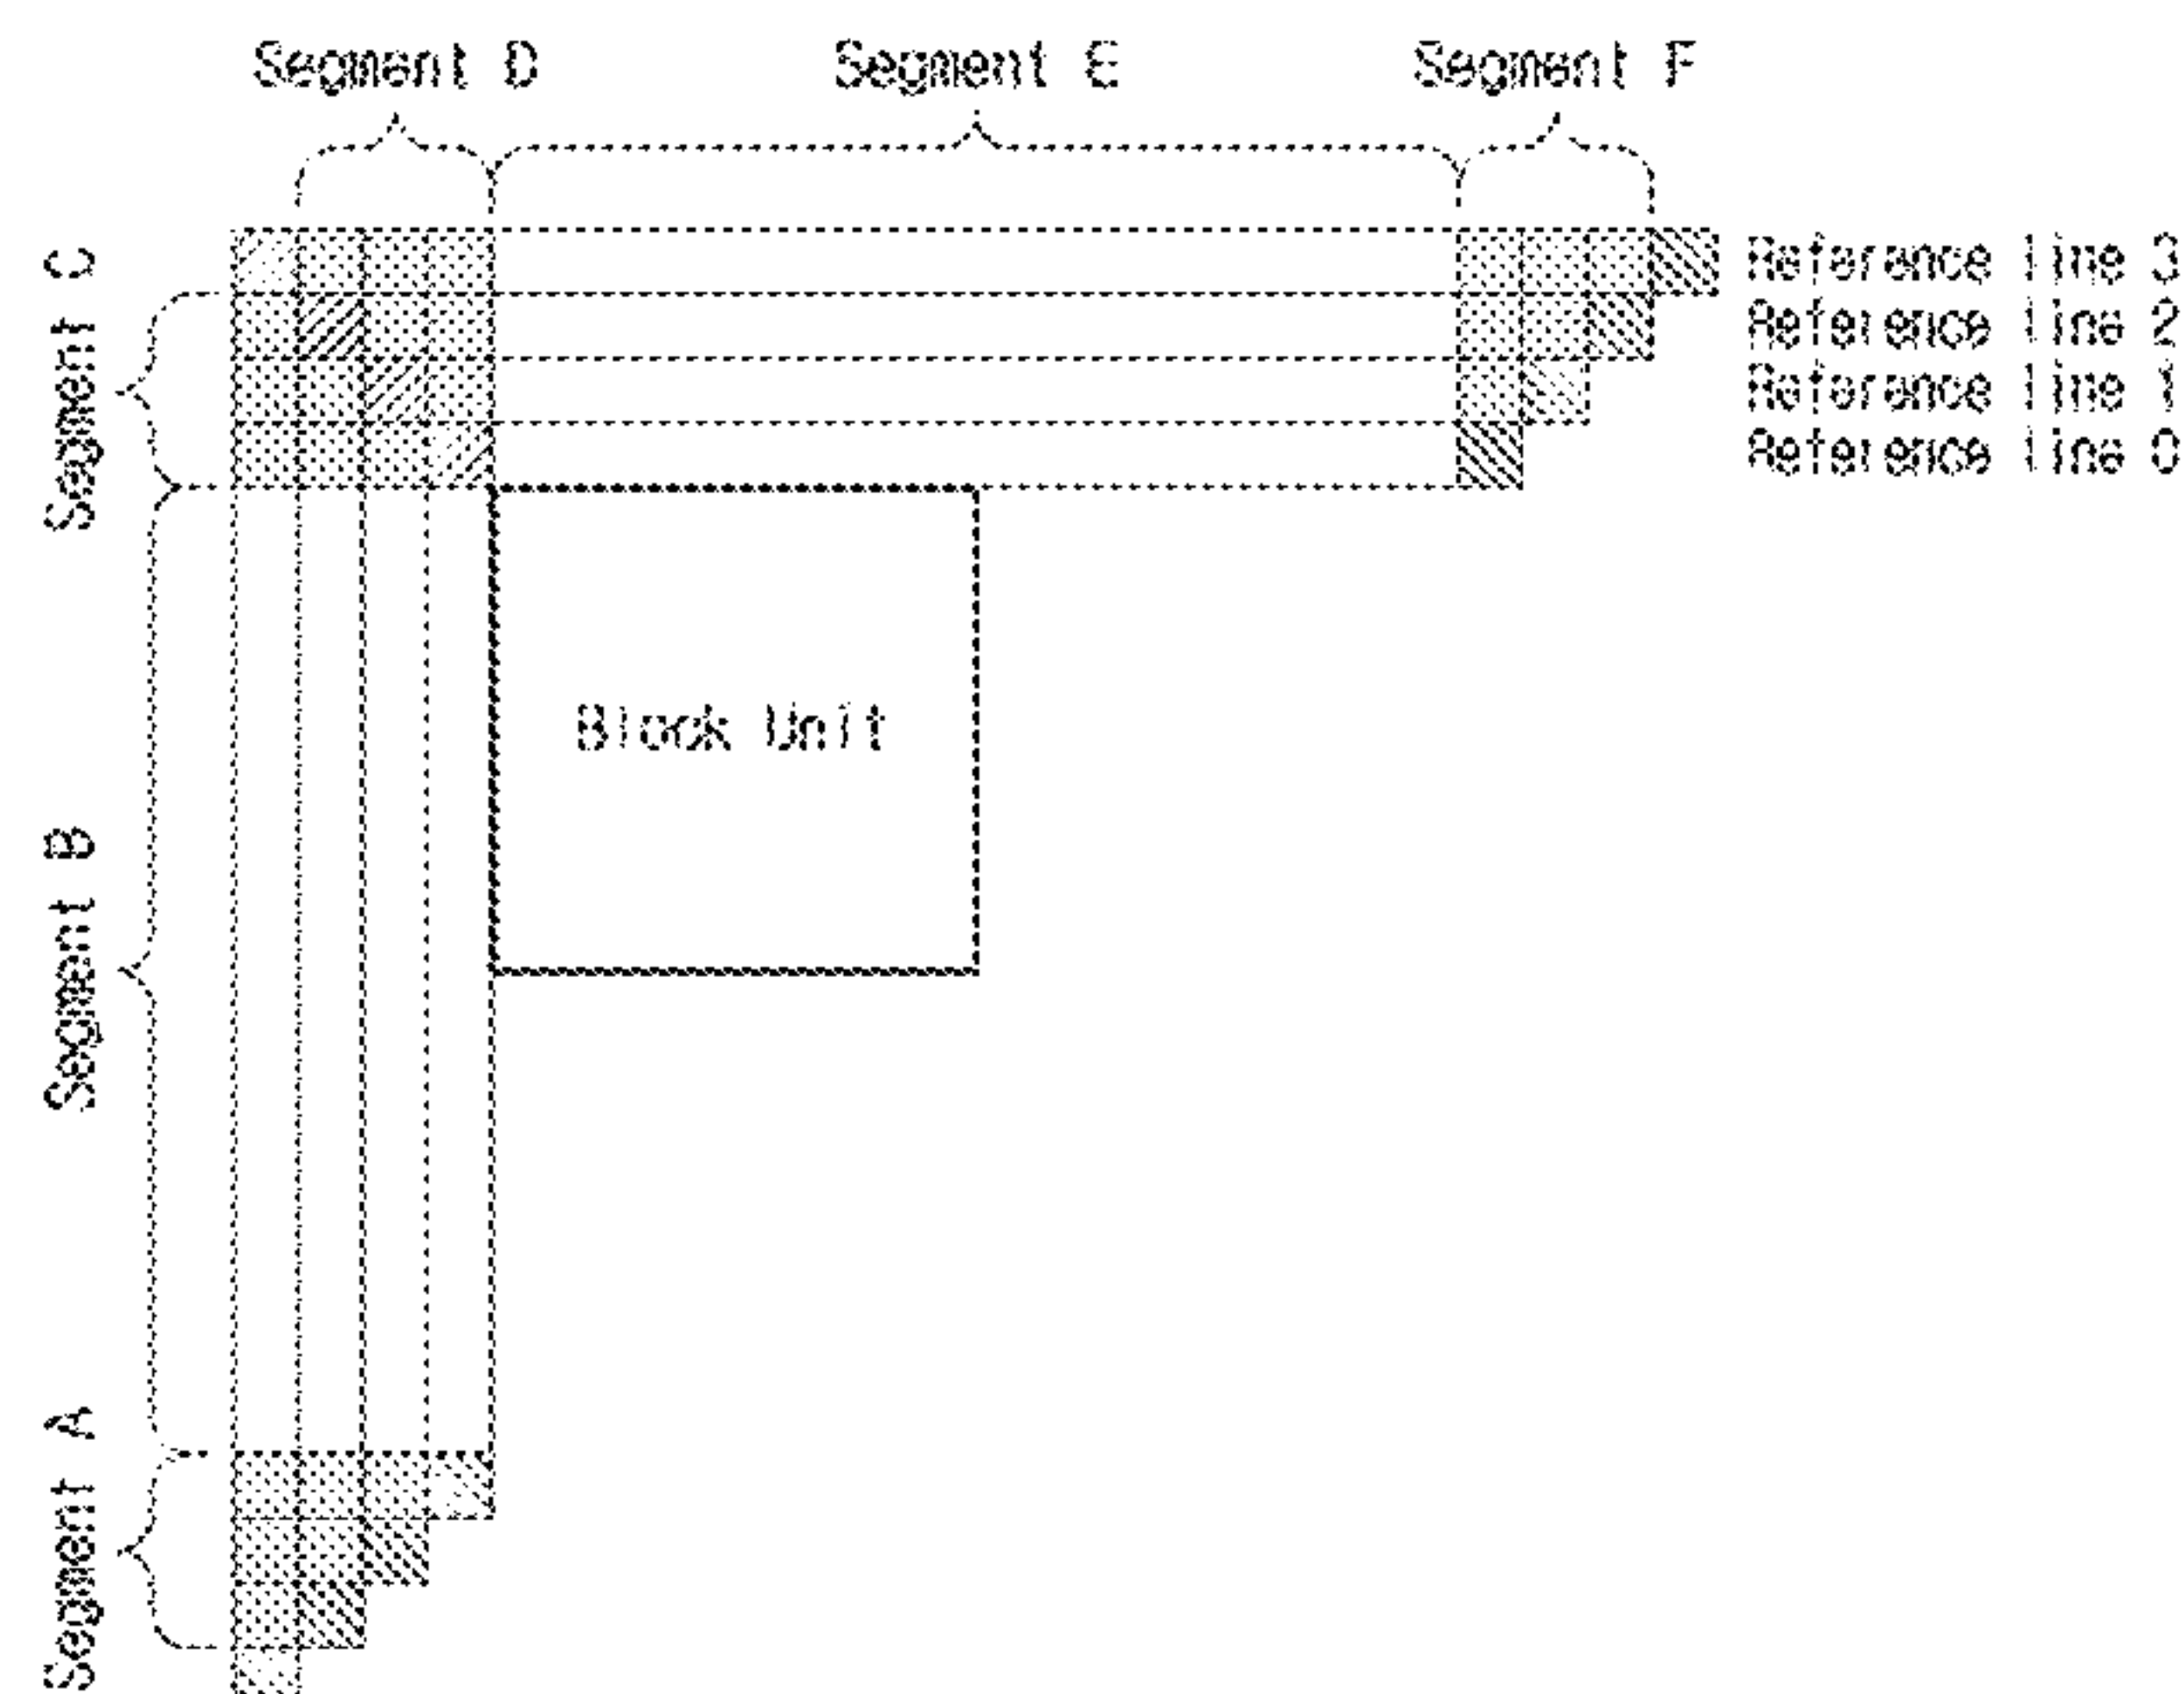 Segment D
Segment E
Segment F
Segment C
Reference line 3
Reference line 2
Reference line 1
Reference line 0
Block Unit
Segment B
Segment A